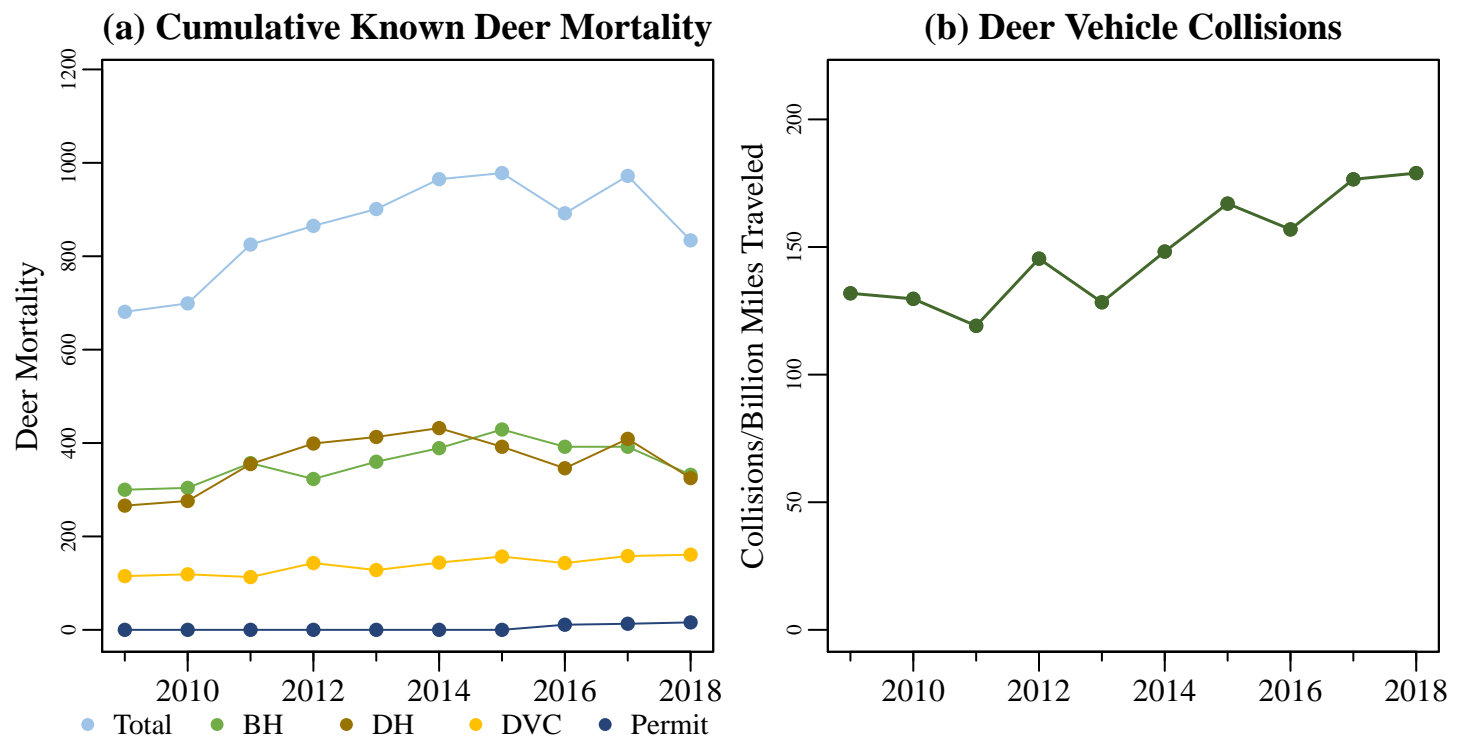 (a) Cumulative Known Deer Mortality
Deer Mortality
1200
1000
800
600
400
200
0
2010 2012 2014 2016 2018
Total BH DH DVC Permit
(b) Deer Vehicle Collisions
Collisions/Billion Miles Traveled
200
150
100
50
0
2010 2012 2014 2016 2018